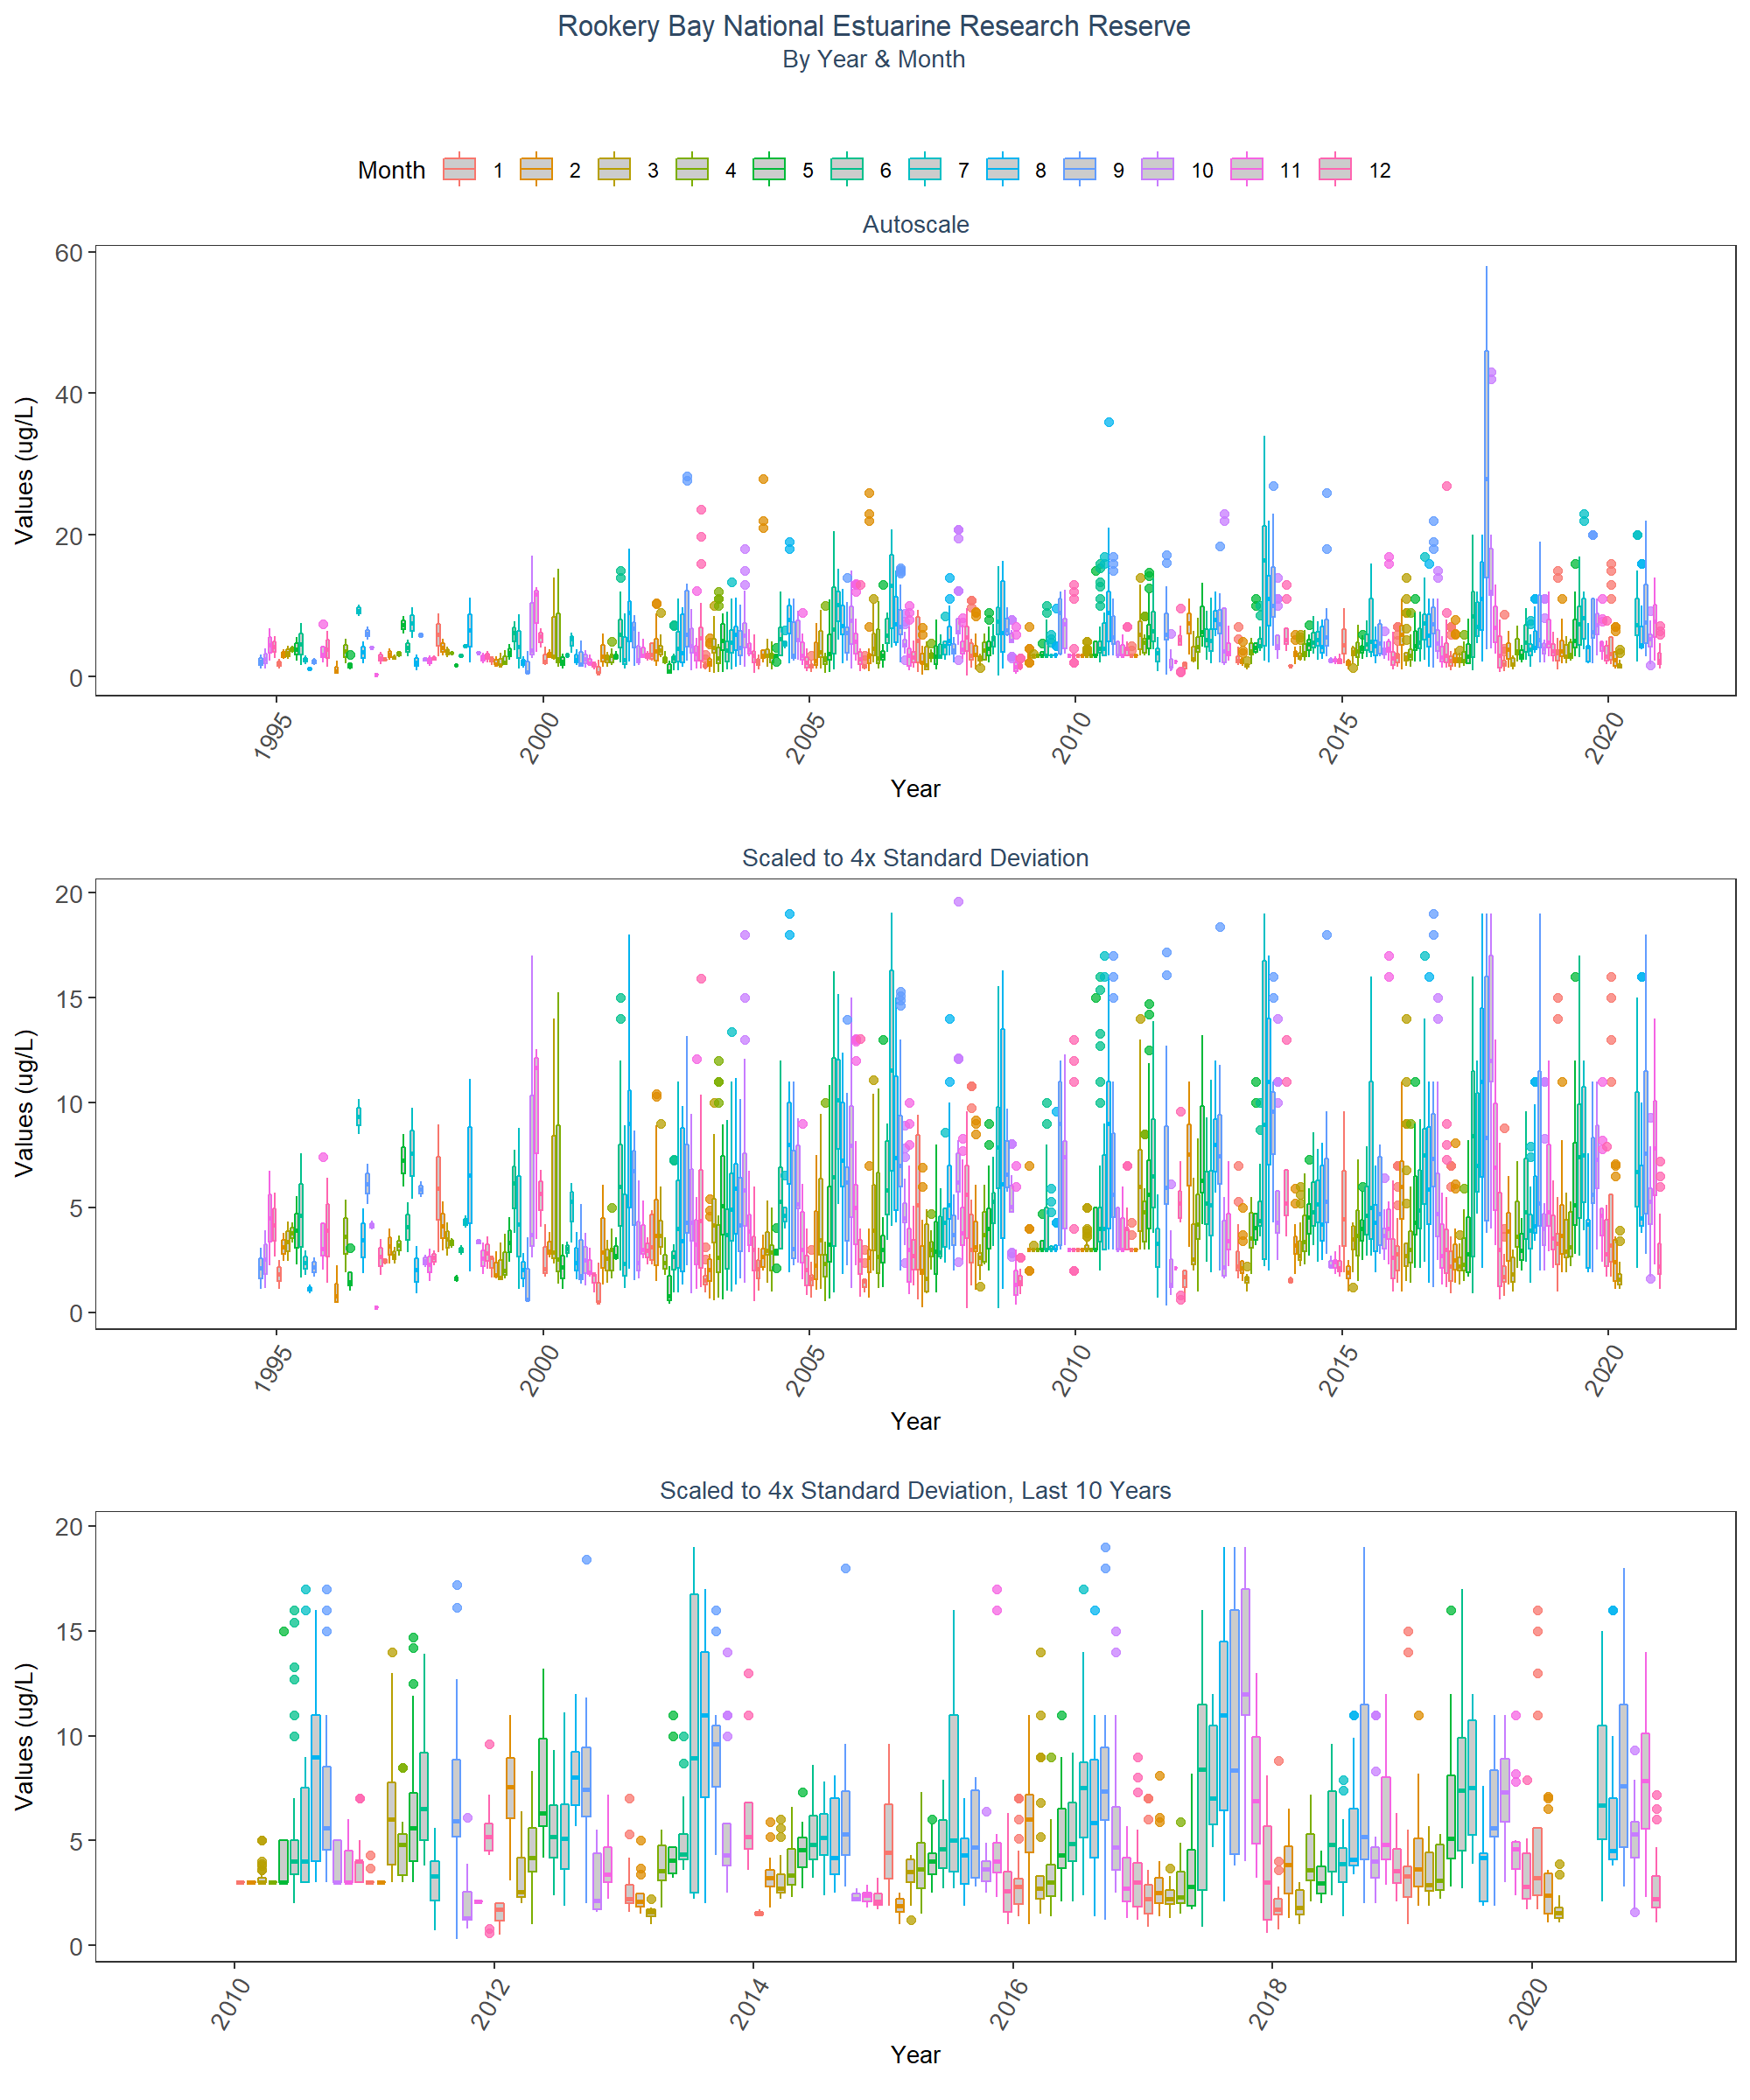 Rookery Bay National Estuarine Research Reserve
By Year & Month
Month 1 2 3 4 5 6 7 8 9 10 11 12
Autoscale
Values (ug/L)
60
40
20
0
1995 2000 2005 2010 2015 2020
Year
Scaled to 4x Standard Deviation
Values (ug/L)
20
15
10
5
0
1995 2000 2005 2010 2015 2020
Year
Scaled to 4x Standard Deviation, Last 10 Years
Values (ug/L)
20
15
10
5
0
2010 2012 2014 2016 2018 2020
Year